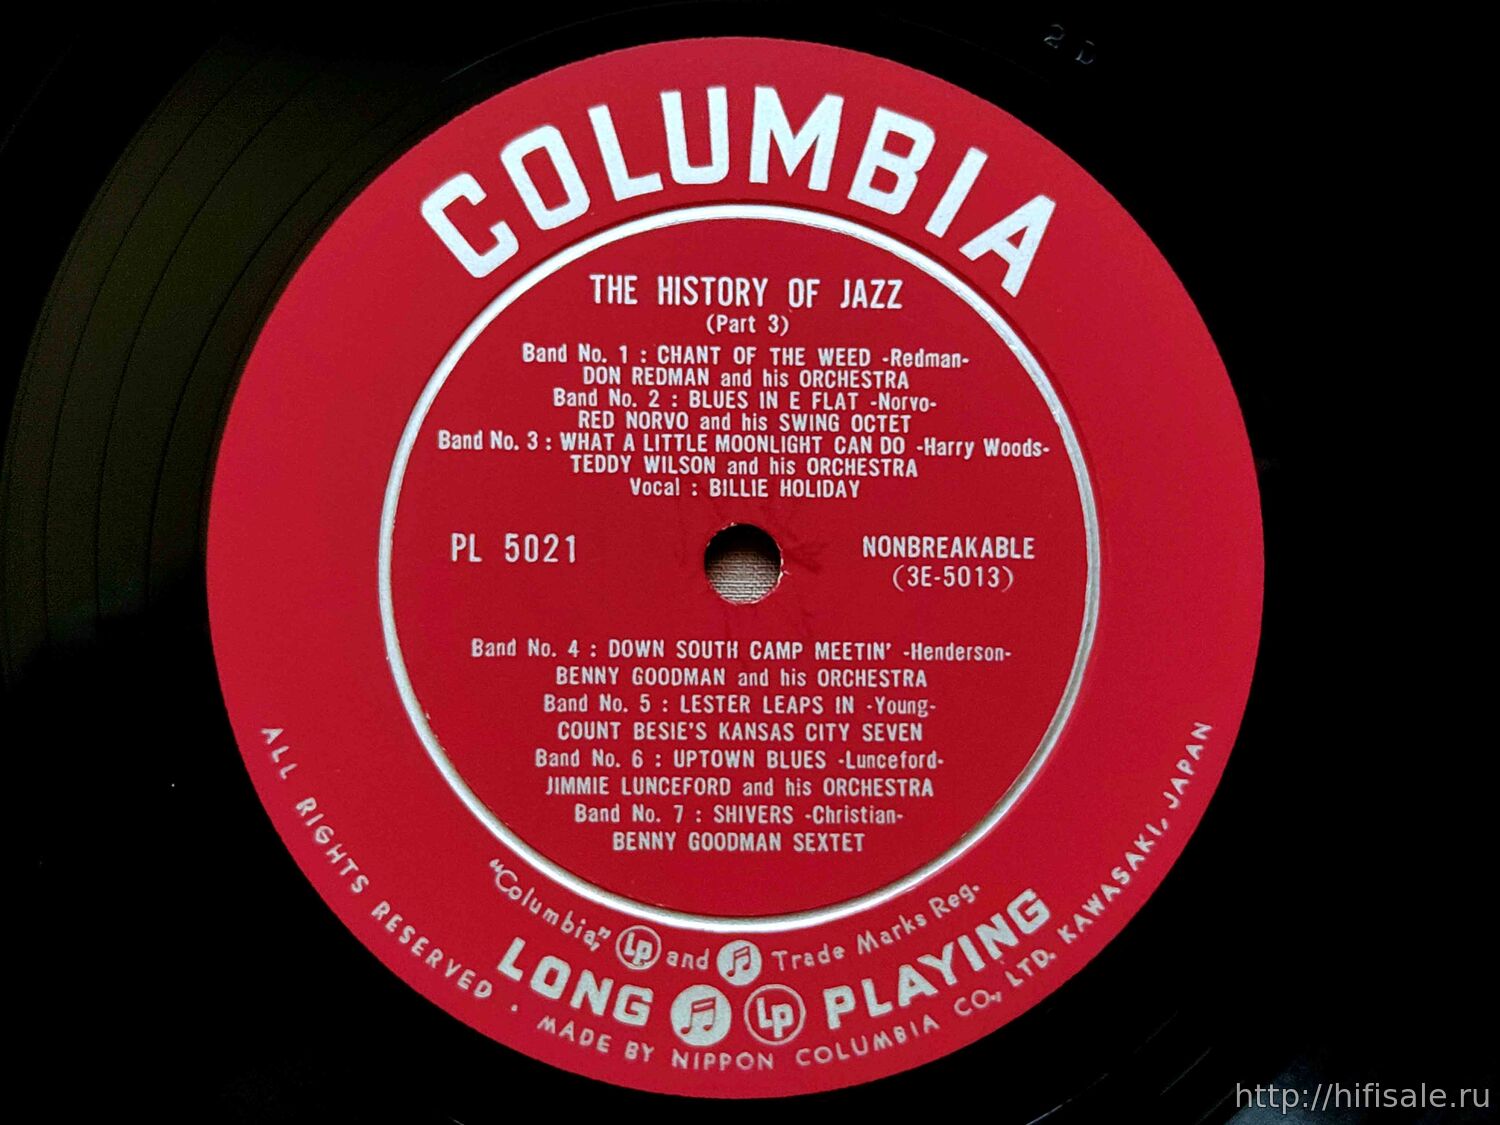 2 D
COLUMBIA
THE HISTORY OF JAZZ
(Part 3)
Band No. 1 : CHANT OF THE WEED -Redman-
DON REDMAN and his ORCHESTRA
Band No. 2 : BLUES IN E FLAT -Norvo-
RED NORVO and his SWING OCTET
Band No. 3 : WHAT A LITTLE MOONLIGHT CAN DO -Harry Woods-
TEDDY WILSON and his ORCHESTRA
Vocal : BILLIE HOLIDAY
PL 5021
NONBREAKABLE
(3E-5013)
Band No. 4 : DOWN SOUTH CAMP MEETIN' -Henderson-
BENNY GOODMAN and his ORCHESTRA
Band No. 5 : LESTER LEAPS IN -Young-
COUNT BESIE'S KANSAS CITY SEVEN
Band No. 6 : UPTOWN BLUES -Lunceford-
JIMMIE LUNCEFORD and his ORCHESTRA
Band No. 7 : SHIVERS -Christian-
BENNY GOODMAN SEXTET
"Columbia," Lp and Trade Marks Reg.
LONG Lp PLAYING
ALL RIGHTS RESERVED . MADE BY NIPPON COLUMBIA CO., LTD. KAWASAKI, JAPAN
http://hifisale.ru